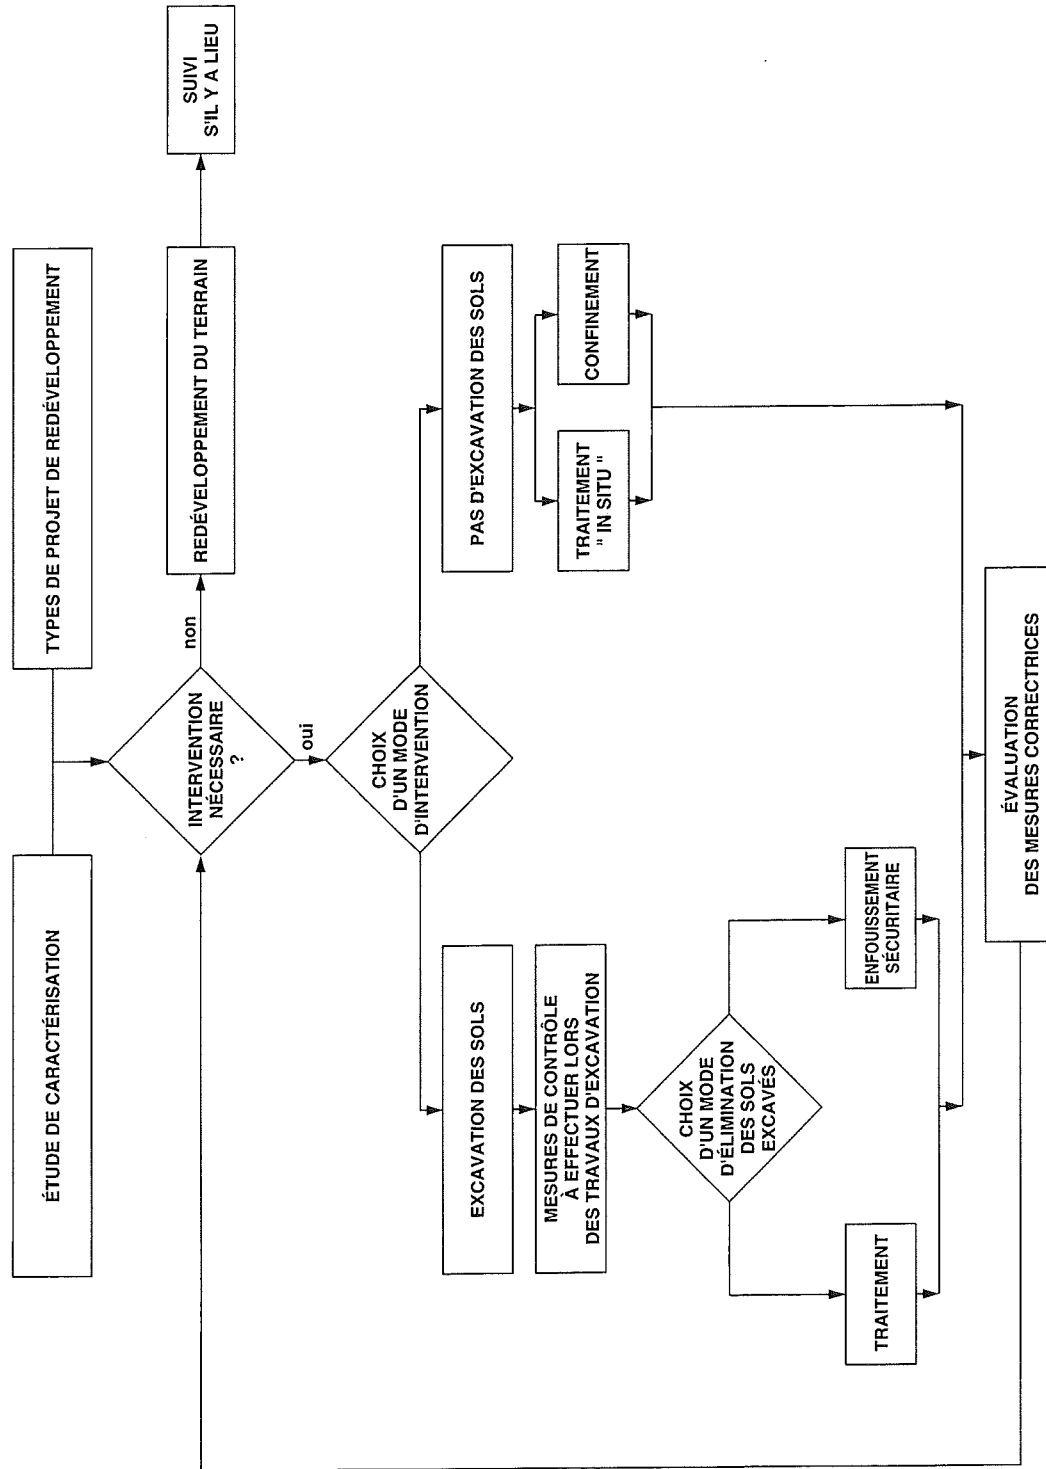 ÉTUDE DE CARACTÉRISATION
TYPES DE PROJET DE REDÉVELOPPEMENT
INTERVENTION
NÉCESSAIRE
?
non
REDÉVELOPPEMENT DU TERRAIN
SUIVI
S'IL Y A LIEU
oui
CHOIX
D'UN MODE
D'INTERVENTION
EXCAVATION DES SOLS
MESURES DE CONTRÔLE
À EFFECTUER LORS
DES TRAVAUX D'EXCAVATION
CHOIX
D'UN MODE
D'ÉLIMINATION
DES SOLS
EXCAVÉS
TRAITEMENT
ENFOUISSEMENT
SÉCURITAIRE
PAS D'EXCAVATION DES SOLS
TRAITEMENT
" IN SITU "
CONFINEMENT
ÉVALUATION
DES MESURES CORRECTRICES